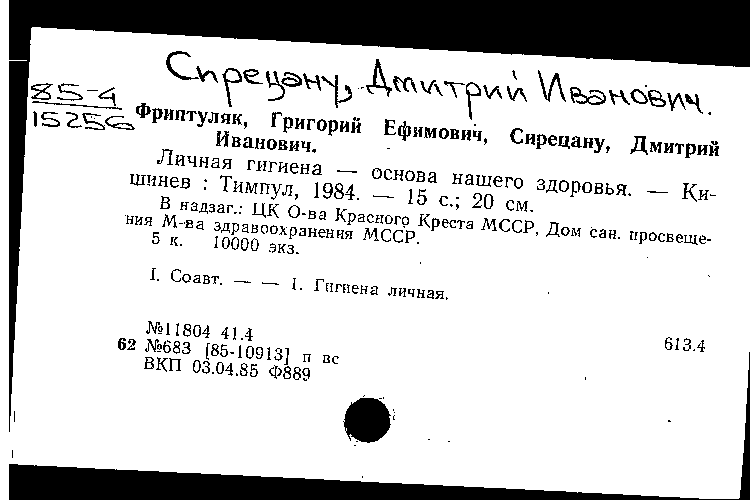 Сирецану, Дмитрий Иванович.
85-4
15256
Фриптуляк, Григорий Ефимович, Сирецану, Дмитрий
Иванович.
Личная гигиена — основа нашего здоровья. — Ки-
шинев : Тимпул, 1984. — 15 с.; 20 см.
В надзаг.: ЦК О-ва Красного Креста МССР, Дом сан. просвеще-
ния М-ва здравоохранения МССР.
5 к. 10000 экз.
I. Соавт. — — 1. Гигиена личная.
№11804 41.4
613.4
62 №683 [85-10913] п вс
ВКП 03.04.85 Ф889